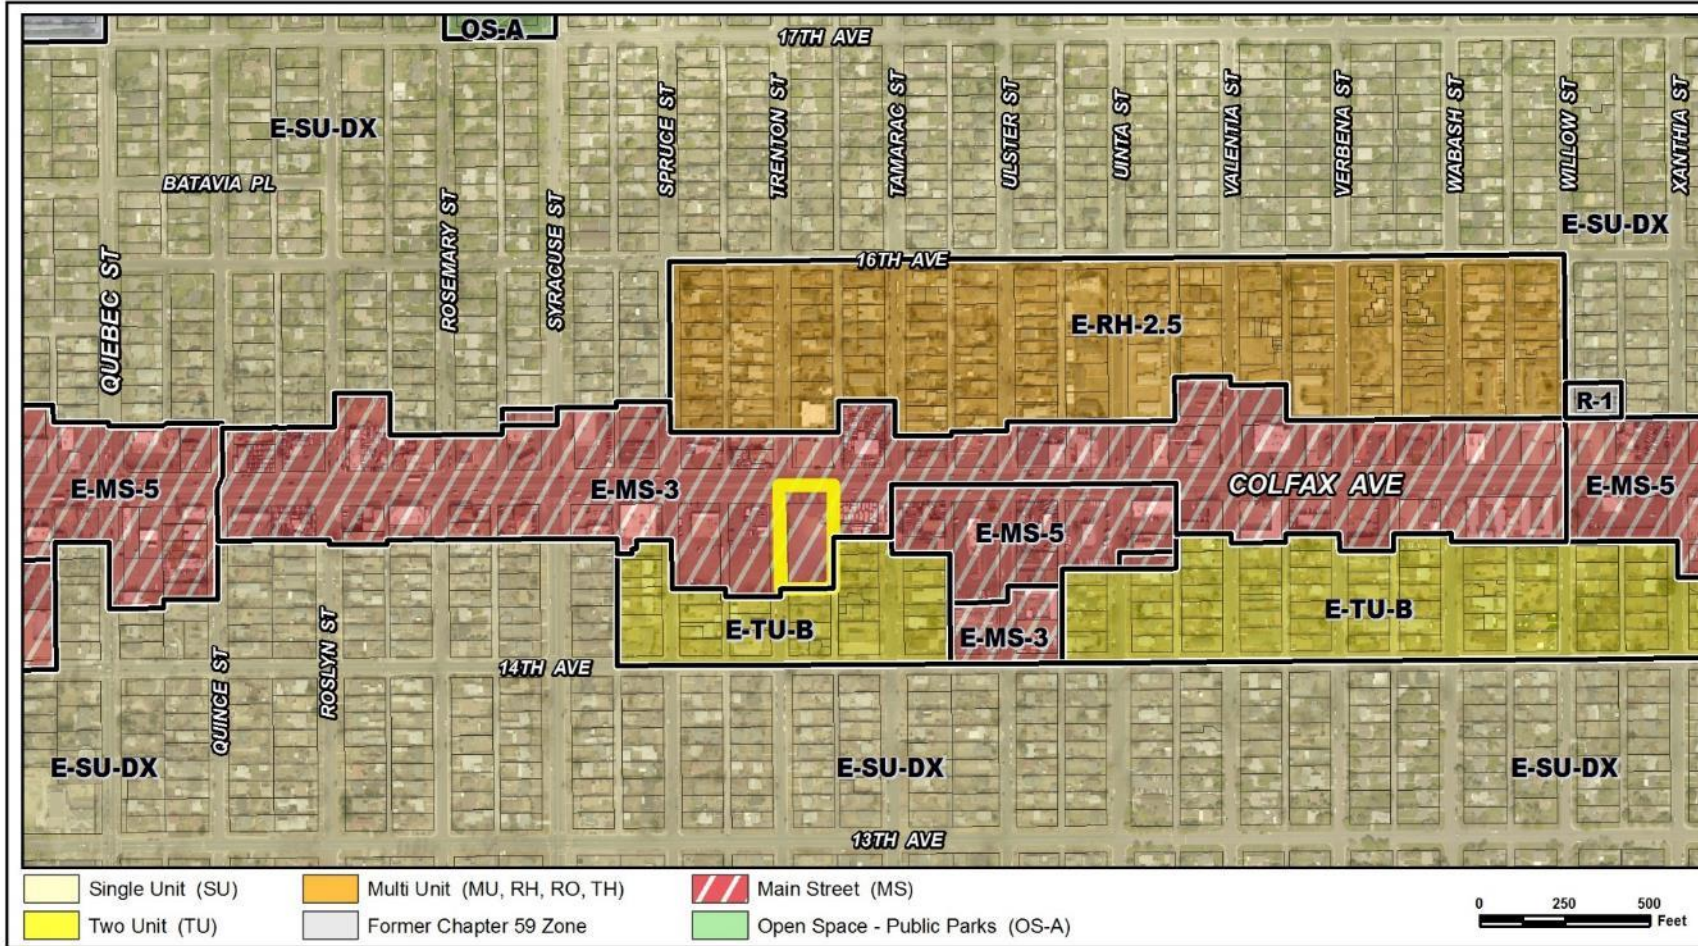 OS-A
17TH AVE
E-SU-DX
SPRUCE ST
TRENTON ST
TAMARAC ST
ULSTER ST
UINTA ST
VALENTIA ST
VERBENA ST
WABASH ST
WILLOW ST
XANTHIA ST
BATAVIA PL
ROSEMARY ST
SYRACUSE ST
E-SU-DX
QUEBEC ST
16TH AVE
E-RH-2.5
R-1
E-MS-5
E-MS-3
COLFAX AVE
E-MS-5
E-MS-5
E-TU-B
E-MS-3
E-TU-B
QUINCE ST
ROSLYN ST
14TH AVE
E-SU-DX
E-SU-DX
E-SU-DX
13TH AVE
Single Unit (SU)
Two Unit (TU)
Multi Unit (MU, RH, RO, TH)
Former Chapter 59 Zone
Main Street (MS)
Open Space - Public Parks (OS-A)
0 250 500
Feet